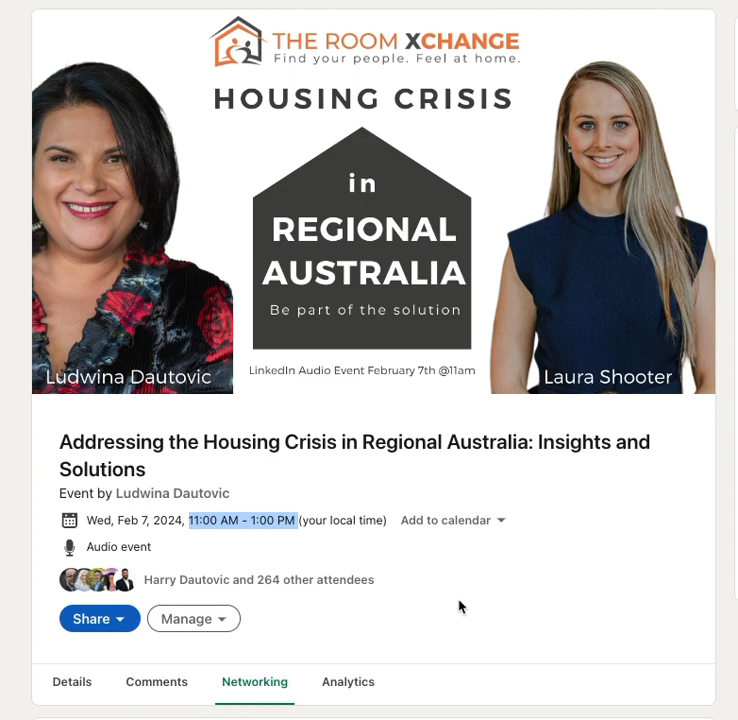 THE ROOM XCHANGE
Find your people. Feel at home.
HOUSING CRISIS
in
REGIONAL
AUSTRALIA
Be part of the solution
Ludwina Dautovic
LinkedIn Audio Event February 7th @11am
Laura Shooter
Addressing the Housing Crisis in Regional Australia: Insights and
Solutions
Event by Ludwina Dautovic
Wed, Feb 7, 2024, 11:00 AM - 1:00 PM (your local time) Add to calendar
Audio event
Harry Dautovic and 264 other attendees
Share Manage
Details Comments Networking Analytics